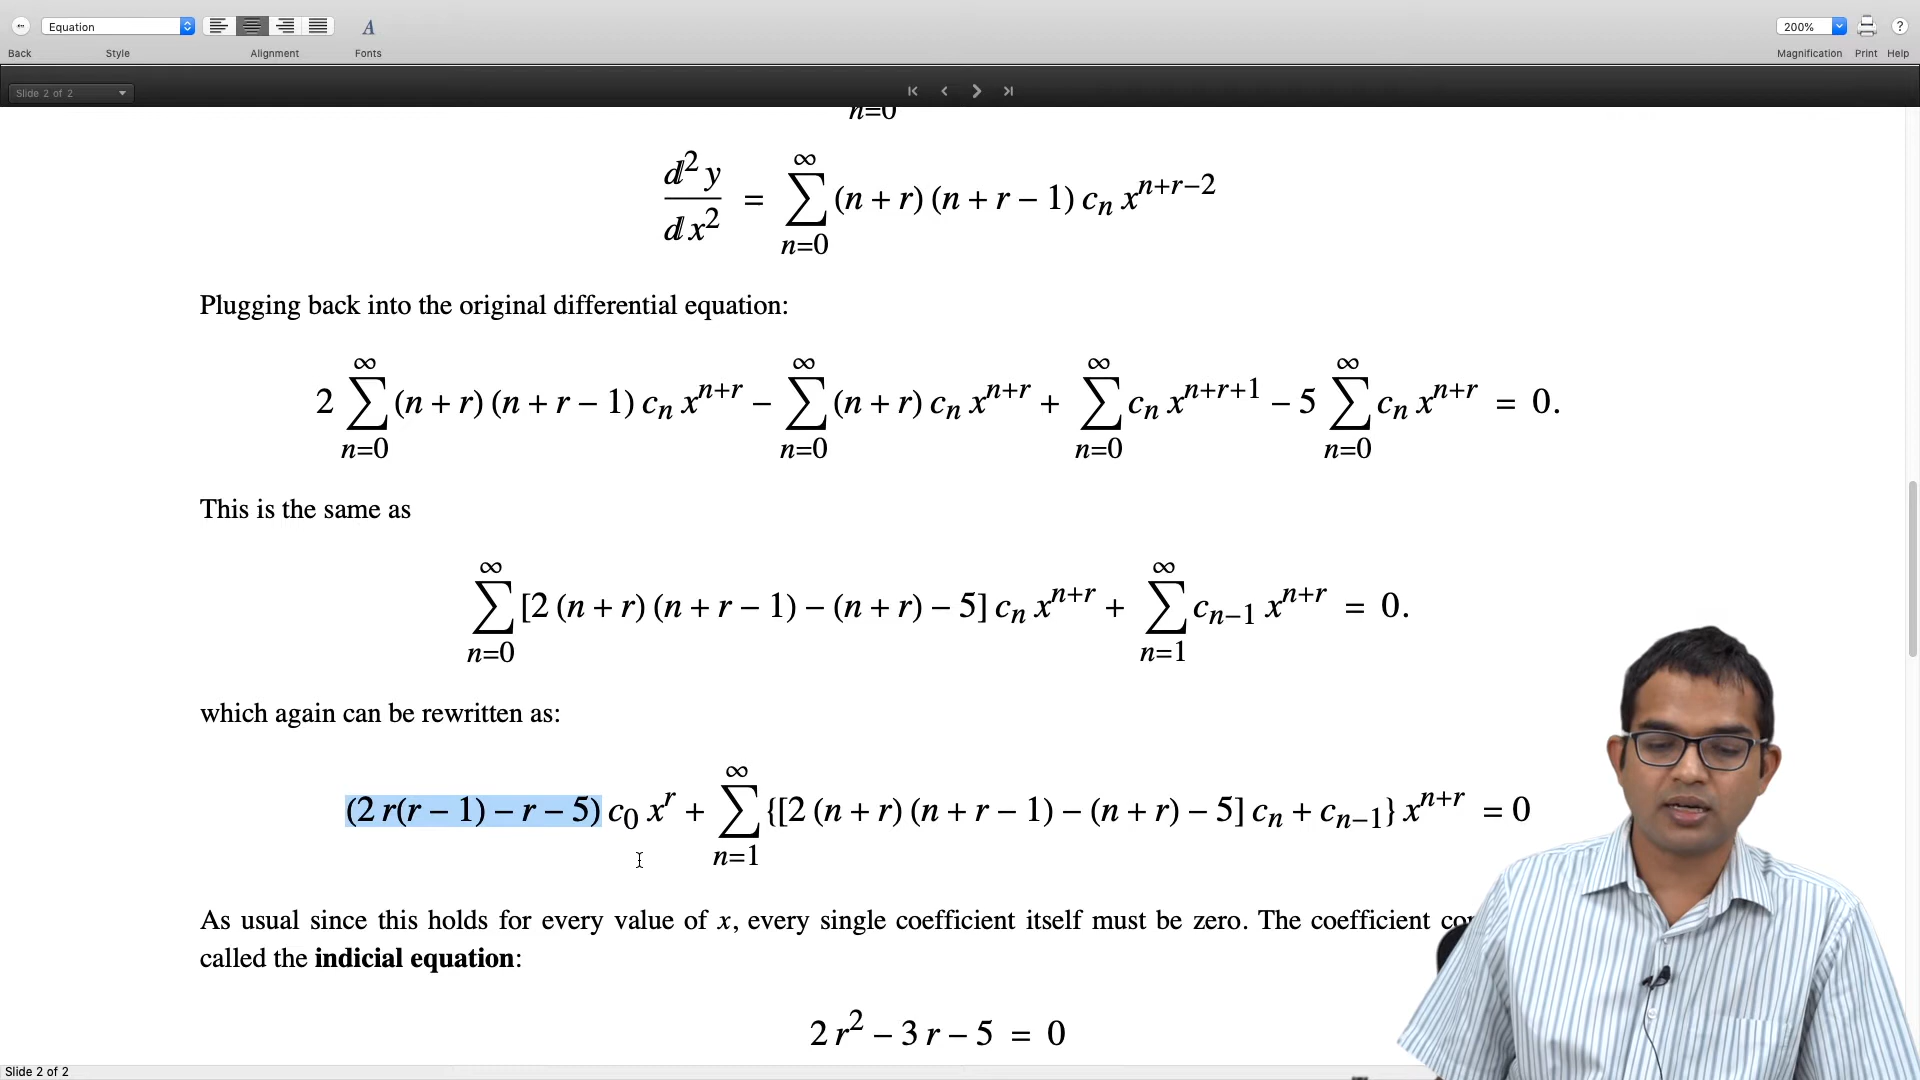 Equation 200%
Back Style Alignment Fonts Magnification Print Help
Slide 2 of 2
n=0
d²y/dx² = ∑_{n=0}^{∞} (n + r) (n + r − 1) c_n x^{n+r−2}
Plugging back into the original differential equation:
2 ∑_{n=0}^{∞} (n + r) (n + r − 1) c_n x^{n+r} − ∑_{n=0}^{∞} (n + r) c_n x^{n+r} + ∑_{n=0}^{∞} c_n x^{n+r+1} − 5 ∑_{n=0}^{∞} c_n x^{n+r} = 0.
This is the same as
∑_{n=0}^{∞} [2 (n + r) (n + r − 1) − (n + r) − 5] c_n x^{n+r} + ∑_{n=1}^{∞} c_{n−1} x^{n+r} = 0.
which again can be rewritten as:
(2 r(r − 1) − r − 5) c_0 x^r + ∑_{n=1}^{∞} {[2 (n + r) (n + r − 1) − (n + r) − 5] c_n + c_{n−1}} x^{n+r} = 0
As usual since this holds for every value of x, every single coefficient itself must be zero. The coefficient
called the indicial equation:
2 r² − 3 r − 5 = 0
Slide 2 of 2